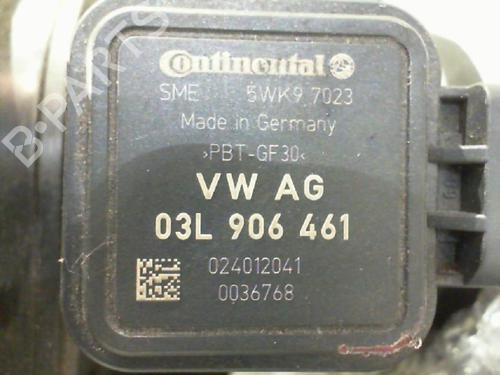 Continental
SME 5WK9 7023
Made in Germany
>PBT-GF30<
VW AG
03L 906 461
024012041
0036768
B-PARTS